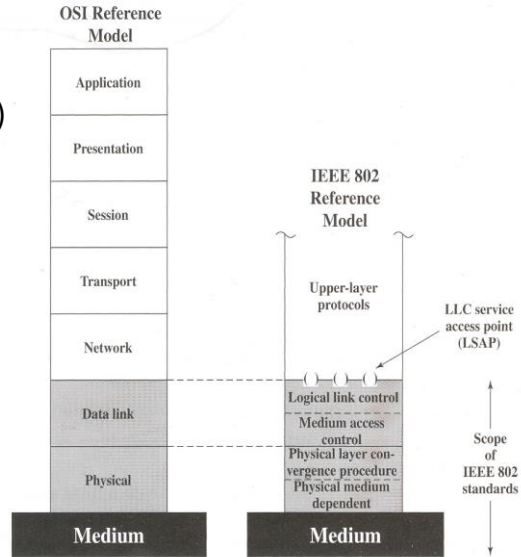 OSI Reference
Model
Application
Presentation
Session
Transport
Network
Data link
Physical
Medium
)
IEEE 802
Reference
Model
Upper-layer
protocols
LLC service
access point
(LSAP)
Logical link control
Medium access
control
Physical layer con-
vergence procedure
Physical medium
dependent
Medium
Scope
of
IEEE 802
standards